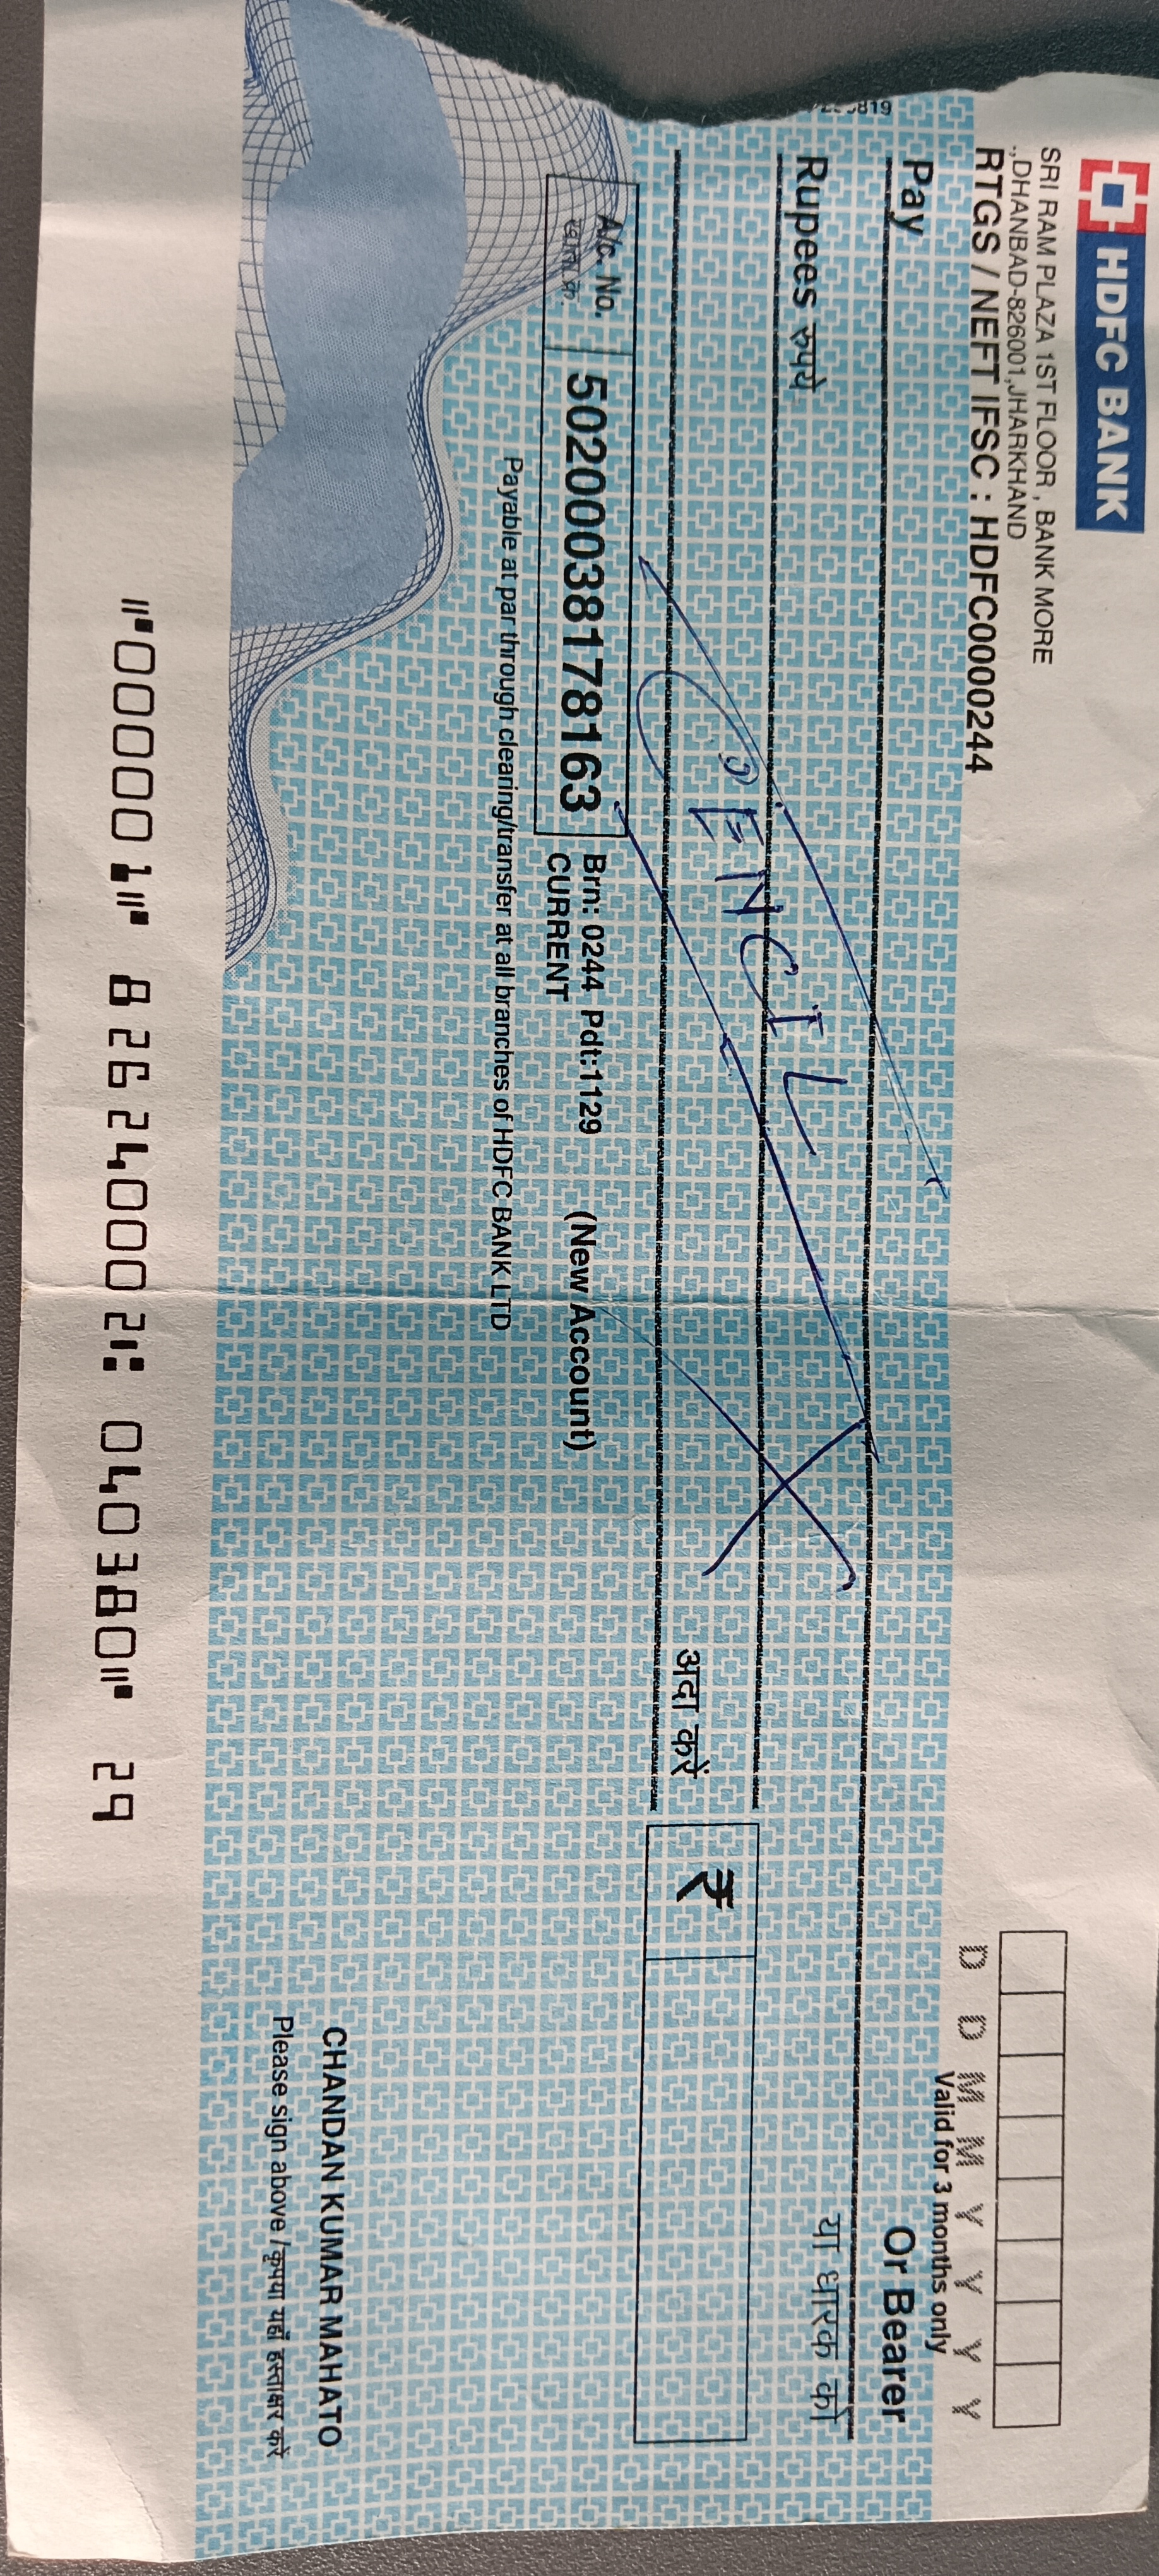 HDFC BANK
SRI RAM PLAZA 1ST FLOOR , BANK MORE
.,DHANBAD-826001,JHARKHAND
RTGS / NEFT IFSC : HDFC0000244
D D M M Y Y Y Y
Valid for 3 months only
Pay
Or Bearer
या धारक को
Rupees रुपये
CENCIL
अदा करें
₹
A/c. No.
खाता क्र.
50200038178163
Brn: 0244 Pdt:1129 (New Account)
CURRENT
Payable at par through clearing/transfer at all branches of HDFC BANK LTD
CHANDAN KUMAR MAHATO
Please sign above / कृपया यहाँ हस्ताक्षर करें
⑈000001⑈ 826240002⑆ 040380⑈ 29